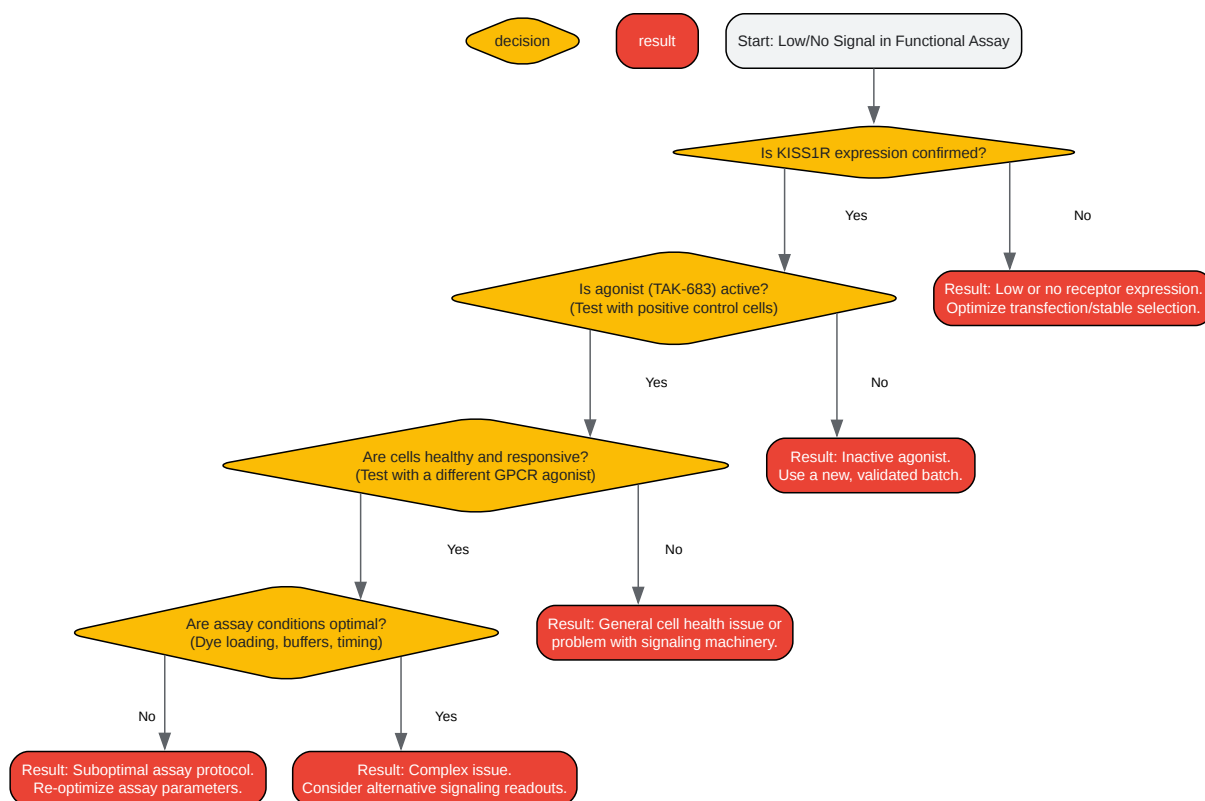 decision
result
Start: Low/No Signal in Functional Assay
Is KISS1R expression confirmed?
Yes
No
Is agonist (TAK-683) active?
(Test with positive control cells)
Result: Low or no receptor expression.
Optimize transfection/stable selection.
Yes
No
Are cells healthy and responsive?
(Test with a different GPCR agonist)
Result: Inactive agonist.
Use a new, validated batch.
Yes
No
Are assay conditions optimal?
(Dye loading, buffers, timing)
Result: General cell health issue or
problem with signaling machinery.
No
Yes
Result: Suboptimal assay protocol.
Re-optimize assay parameters.
Result: Complex issue.
Consider alternative signaling readouts.